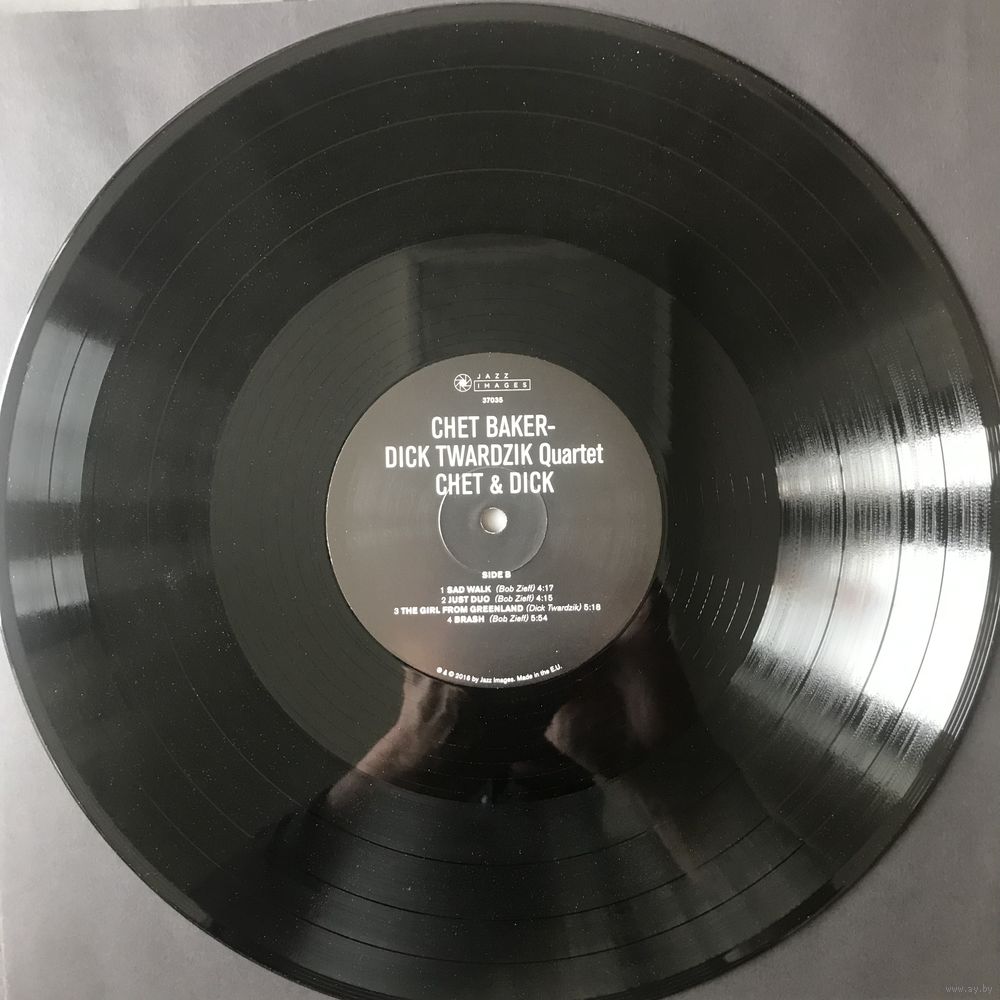 JAZZ
IMAGES
37035
CHET BAKER-
DICK TWARDZIK Quartet
CHET & DICK
SIDE B
1 SAD WALK (Bob Zieff) 4:17
2 JUST DUO (Bob Zieff) 4:15
3 THE GIRL FROM GREENLAND (Dick Twardzik) 5:18
4 BRASH (Bob Zieff) 5:54
℗ & © 2016 by Jazz Images. Made in the E.U.
www.ay.by